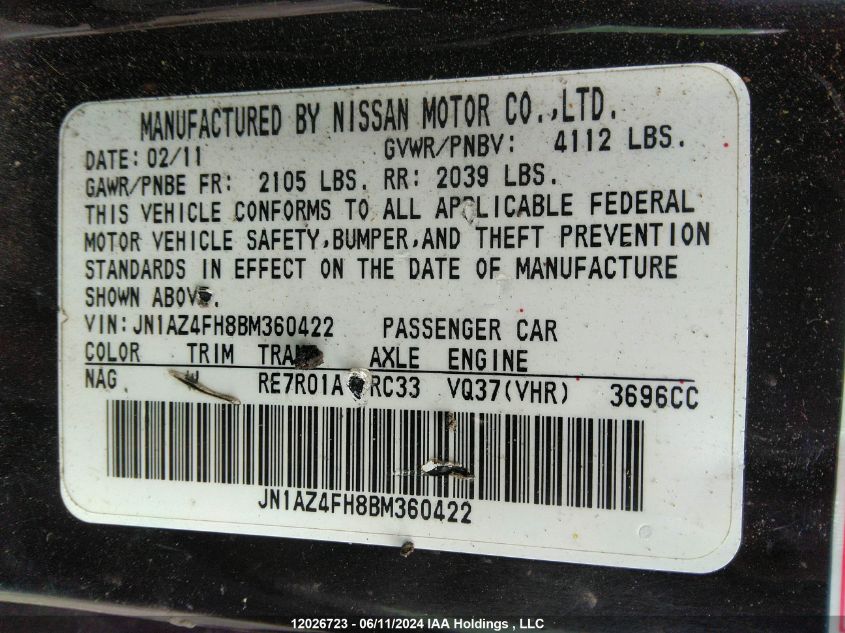 MANUFACTURED BY NISSAN MOTOR CO.,LTD.
DATE: 02/11 GVWR/PNBV: 4112 LBS.
GAWR/PNBE FR: 2105 LBS. RR: 2039 LBS.
THIS VEHICLE CONFORMS TO ALL APPLICABLE FEDERAL
MOTOR VEHICLE SAFETY,BUMPER,AND THEFT PREVENTION
STANDARDS IN EFFECT ON THE DATE OF MANUFACTURE
SHOWN ABOVE.
VIN:JN1AZ4FH8BM360422 PASSENGER CAR
COLOR TRIM AXLE ENGINE
NAG RE7R01A RC33 VQ37(VHR) 3696CC
JN1AZ4FH8BM360422
12026723 - 06/11/2024 IAA Holdings , LLC